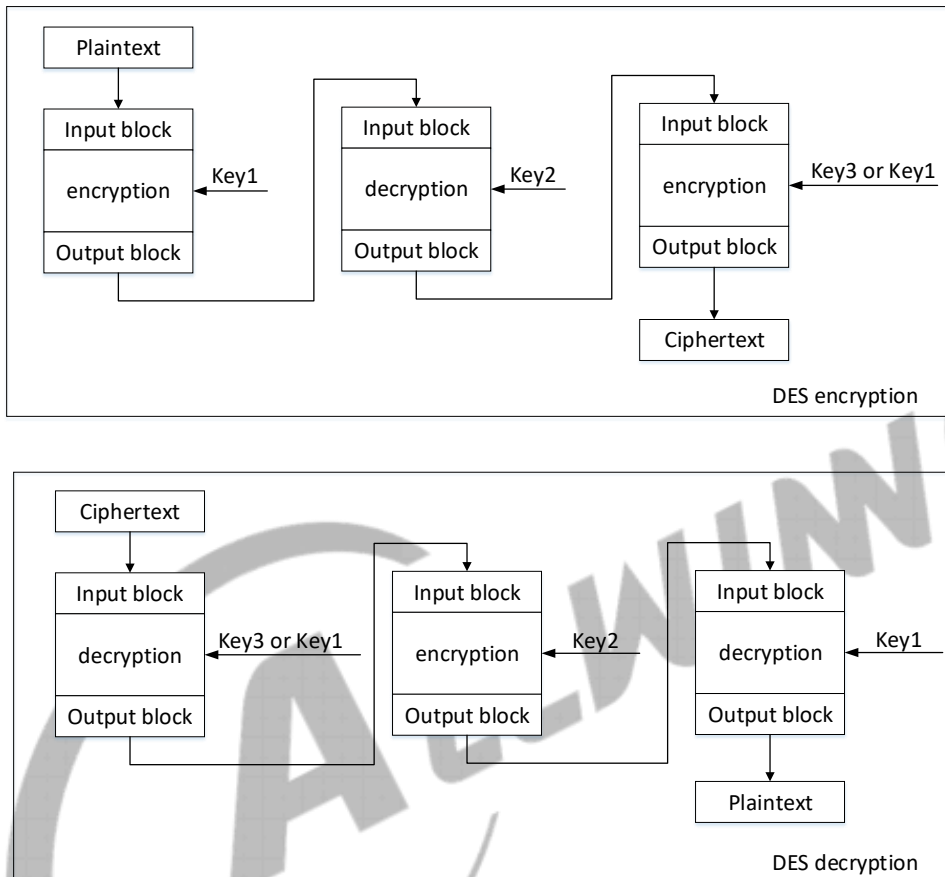 Plaintext
Input block
Input block
Input block
encryption
Key1
decryption
Key2
encryption
Key3 or Key1
Output block
Output block
Output block
Ciphertext
DES encryption
Ciphertext
Input block
Input block
Input block
decryption
Key3 or Key1
encryption
Key2
decryption
Key1
Output block
Output block
Output block
Plaintext
DES decryption